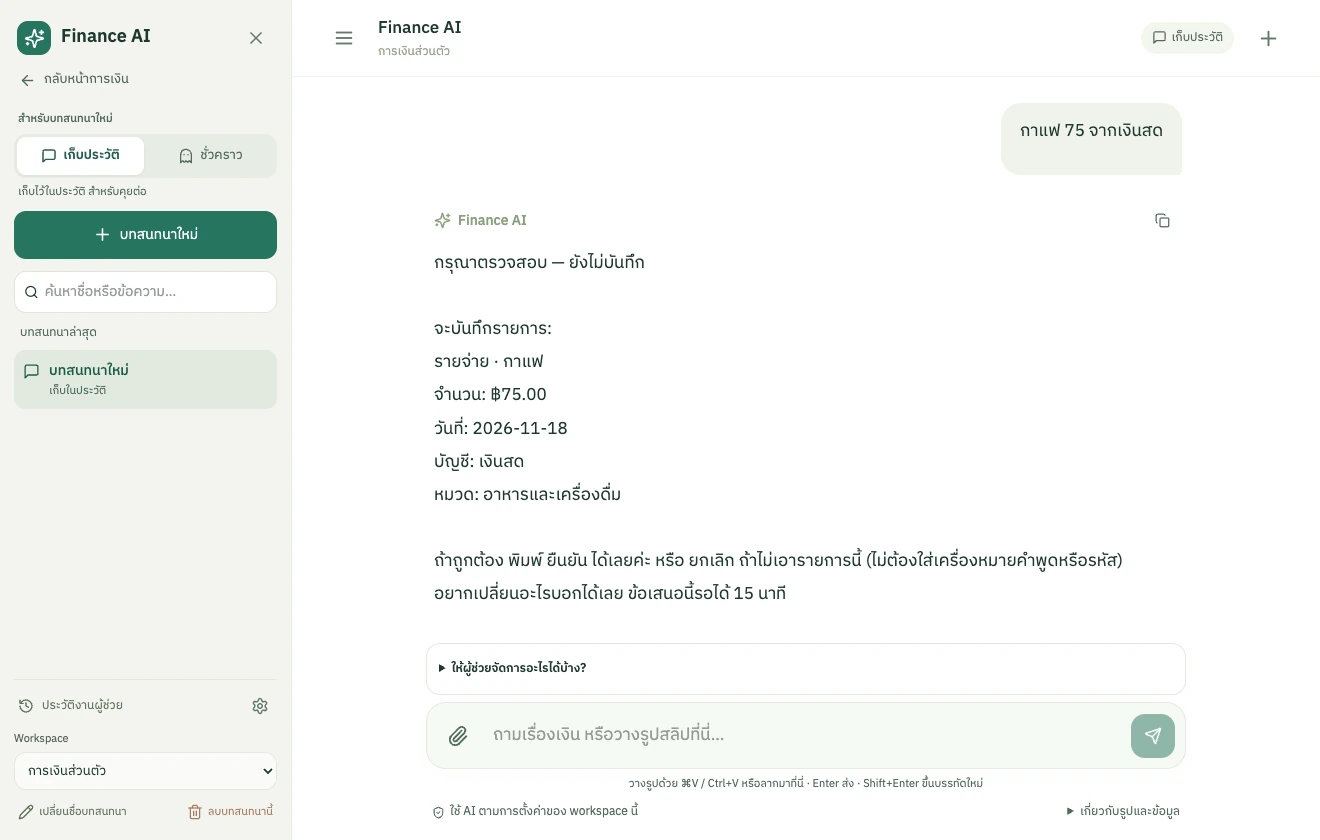 Finance AI
กลับหน้าการเงิน
สำหรับบทสนทนาใหม่
เก็บประวัติ
ชั่วคราว
เก็บไว้ในประวัติ สำหรับคุยต่อ
บทสนทนาใหม่
ค้นหาชื่อหรือข้อความ...
บทสนทนาล่าสุด
บทสนทนาใหม่
เก็บในประวัติ
ประวัติงานผู้ช่วย
Workspace
การเงินส่วนตัว
เปลี่ยนชื่อบทสนทนา
ลบบทสนทนานี้
Finance AI
การเงินส่วนตัว
เก็บประวัติ
กาแฟ 75 จากเงินสด
Finance AI
กรุณาตรวจสอบ — ยังไม่บันทึก
จะบันทึกรายการ:
รายจ่าย · กาแฟ
จำนวน: ฿75.00
วันที่: 2026-11-18
บัญชี: เงินสด
หมวด: อาหารและเครื่องดื่ม
ถ้าถูกต้อง พิมพ์ ยืนยัน ได้เลยค่ะ หรือ ยกเลิก ถ้าไม่เอารายการนี้ (ไม่ต้องใส่เครื่องหมายคำพูดหรือรหัส)
อยากเปลี่ยนอะไรบอกได้เลย ข้อเสนอนี้รอได้ 15 นาที
ให้ผู้ช่วยจัดการอะไรได้บ้าง?
ถามเรื่องเงิน หรือวางรูปสลิปที่นี่...
วางรูปด้วย ⌘V / Ctrl+V หรือลากมาที่นี่ · Enter ส่ง · Shift+Enter ขึ้นบรรทัดใหม่
ใช้ AI ตามการตั้งค่าของ workspace นี้
เกี่ยวกับรูปและข้อมูล